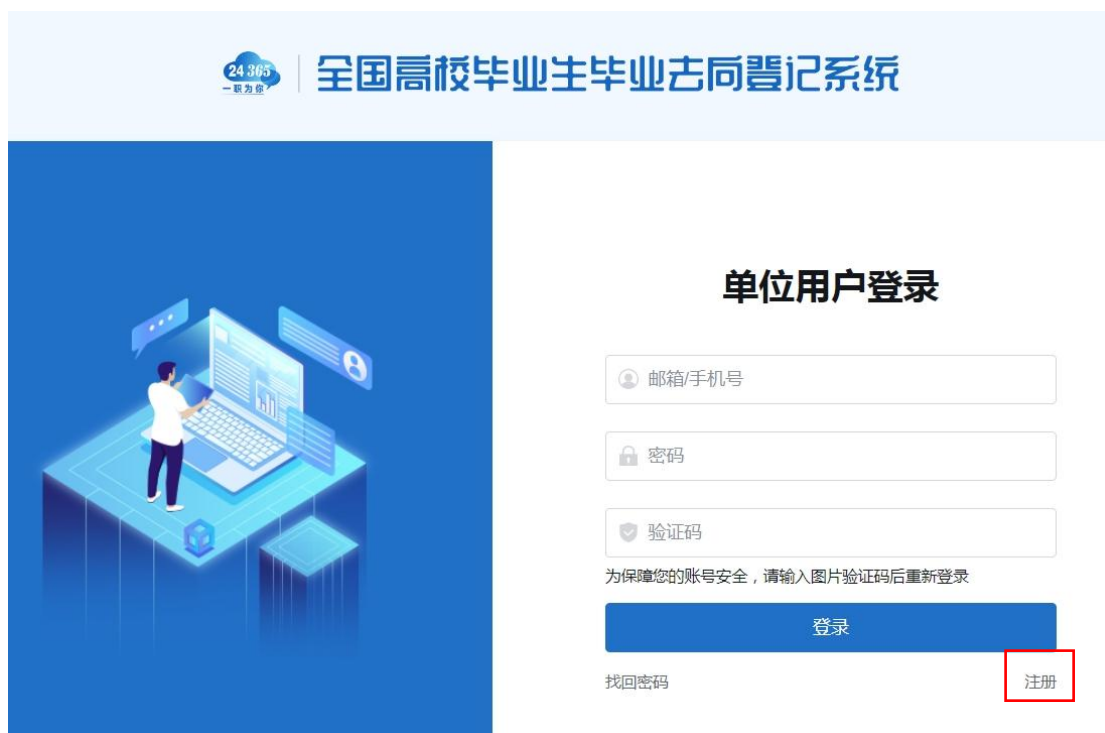 24 365
一职为你
全国高校毕业生毕业去向登记系统
单位用户登录
邮箱/手机号
密码
验证码
为保障您的账号安全，请输入图片验证码后重新登录
登录
找回密码
注册